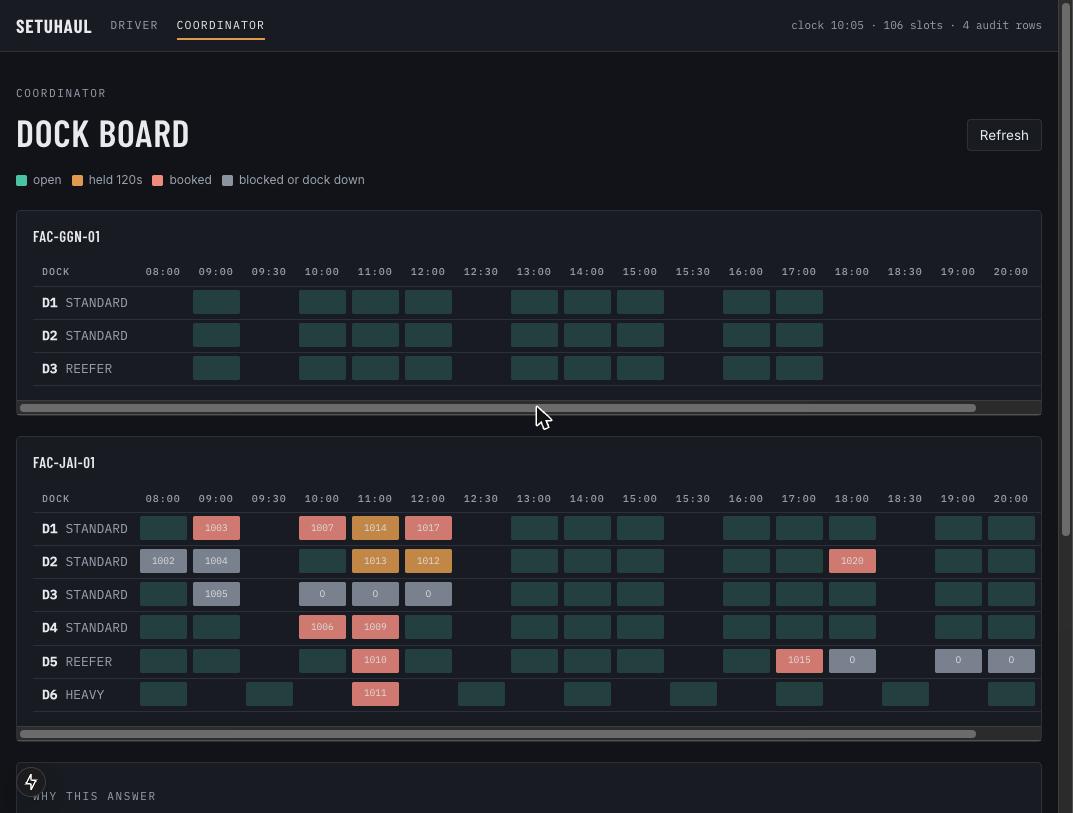 SETUHAUL DRIVER COORDINATOR clock 10:05 · 106 slots · 4 audit rows
COORDINATOR
DOCK BOARD
Refresh
open held 120s booked blocked or dock down
FAC-GGN-01
DOCK 08:00 09:00 09:30 10:00 11:00 12:00 12:30 13:00 14:00 15:00 15:30 16:00 17:00 18:00 18:30 19:00 20:00
D1 STANDARD
D2 STANDARD
D3 REEFER
FAC-JAI-01
DOCK 08:00 09:00 09:30 10:00 11:00 12:00 12:30 13:00 14:00 15:00 15:30 16:00 17:00 18:00 18:30 19:00 20:00
D1 STANDARD 1003 1007 1014 1017
D2 STANDARD 1002 1004 1013 1012 1020
D3 STANDARD 1005 O O O
D4 STANDARD 1006 1009
D5 REEFER 1010 1015 O O O
D6 HEAVY 1011
WHY THIS ANSWER